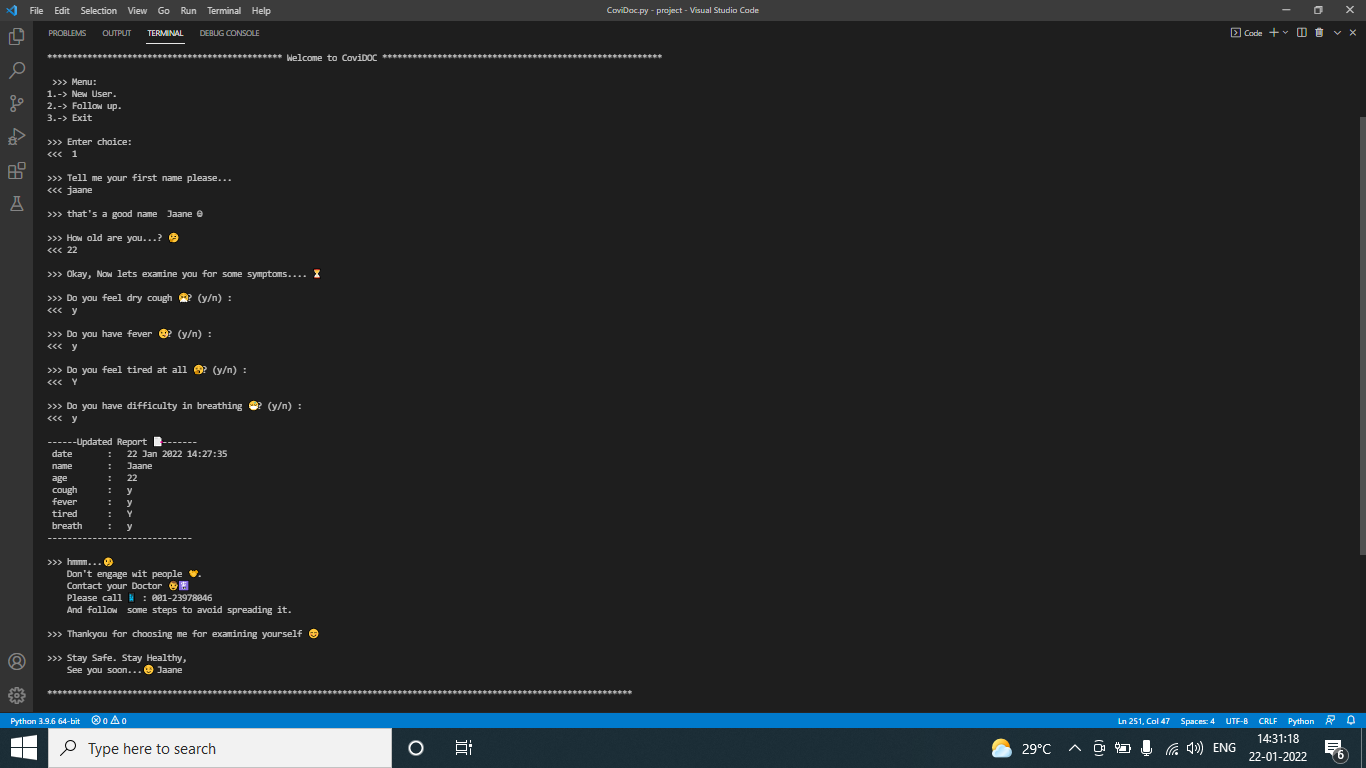 File Edit Selection View Go Run Terminal Help CoviDoc.py - project - Visual Studio Code
PROBLEMS OUTPUT TERMINAL DEBUG CONSOLE Code
*********************************************** Welcome to CoviDOC ********************************************************
>>> Menu:
1.-> New User.
2.-> Follow up.
3.-> Exit
>>> Enter choice:
<<< 1
>>> Tell me your first name please...
<<< jaane
>>> that's a good name  Jaane
>>> How old are you...? 🤔
<<< 22
>>> Okay, Now lets examine you for some symptoms.... ⏳
>>> Do you feel dry cough 😷? (y/n) :
<<< y
>>> Do you have fever 🤒? (y/n) :
<<< y
>>> Do you feel tired at all 😫? (y/n) :
<<< Y
>>> Do you have difficulty in breathing 😷? (y/n) :
<<< y
------Updated Report 📑-------
date : 22 Jan 2022 14:27:35
name : Jaane
age : 22
cough : y
fever : y
tired : Y
breath : y
-----------------------------
>>> hmmm...🤔
Don't engage wit people.
Contact your Doctor
Please call 📱 : 001-23978046
And follow  some steps to avoid spreading it.
>>> Thankyou for choosing me for examining yourself 😊
>>> Stay Safe. Stay Healthy,
See you soon...😉 Jaane
*********************************************************************************************************************
Python 3.9.6 64-bit 0 0 Ln 251, Col 47 Spaces: 4 UTF-8 CRLF Python
Type here to search 29°C ENG 14:31:18
22-01-2022 6